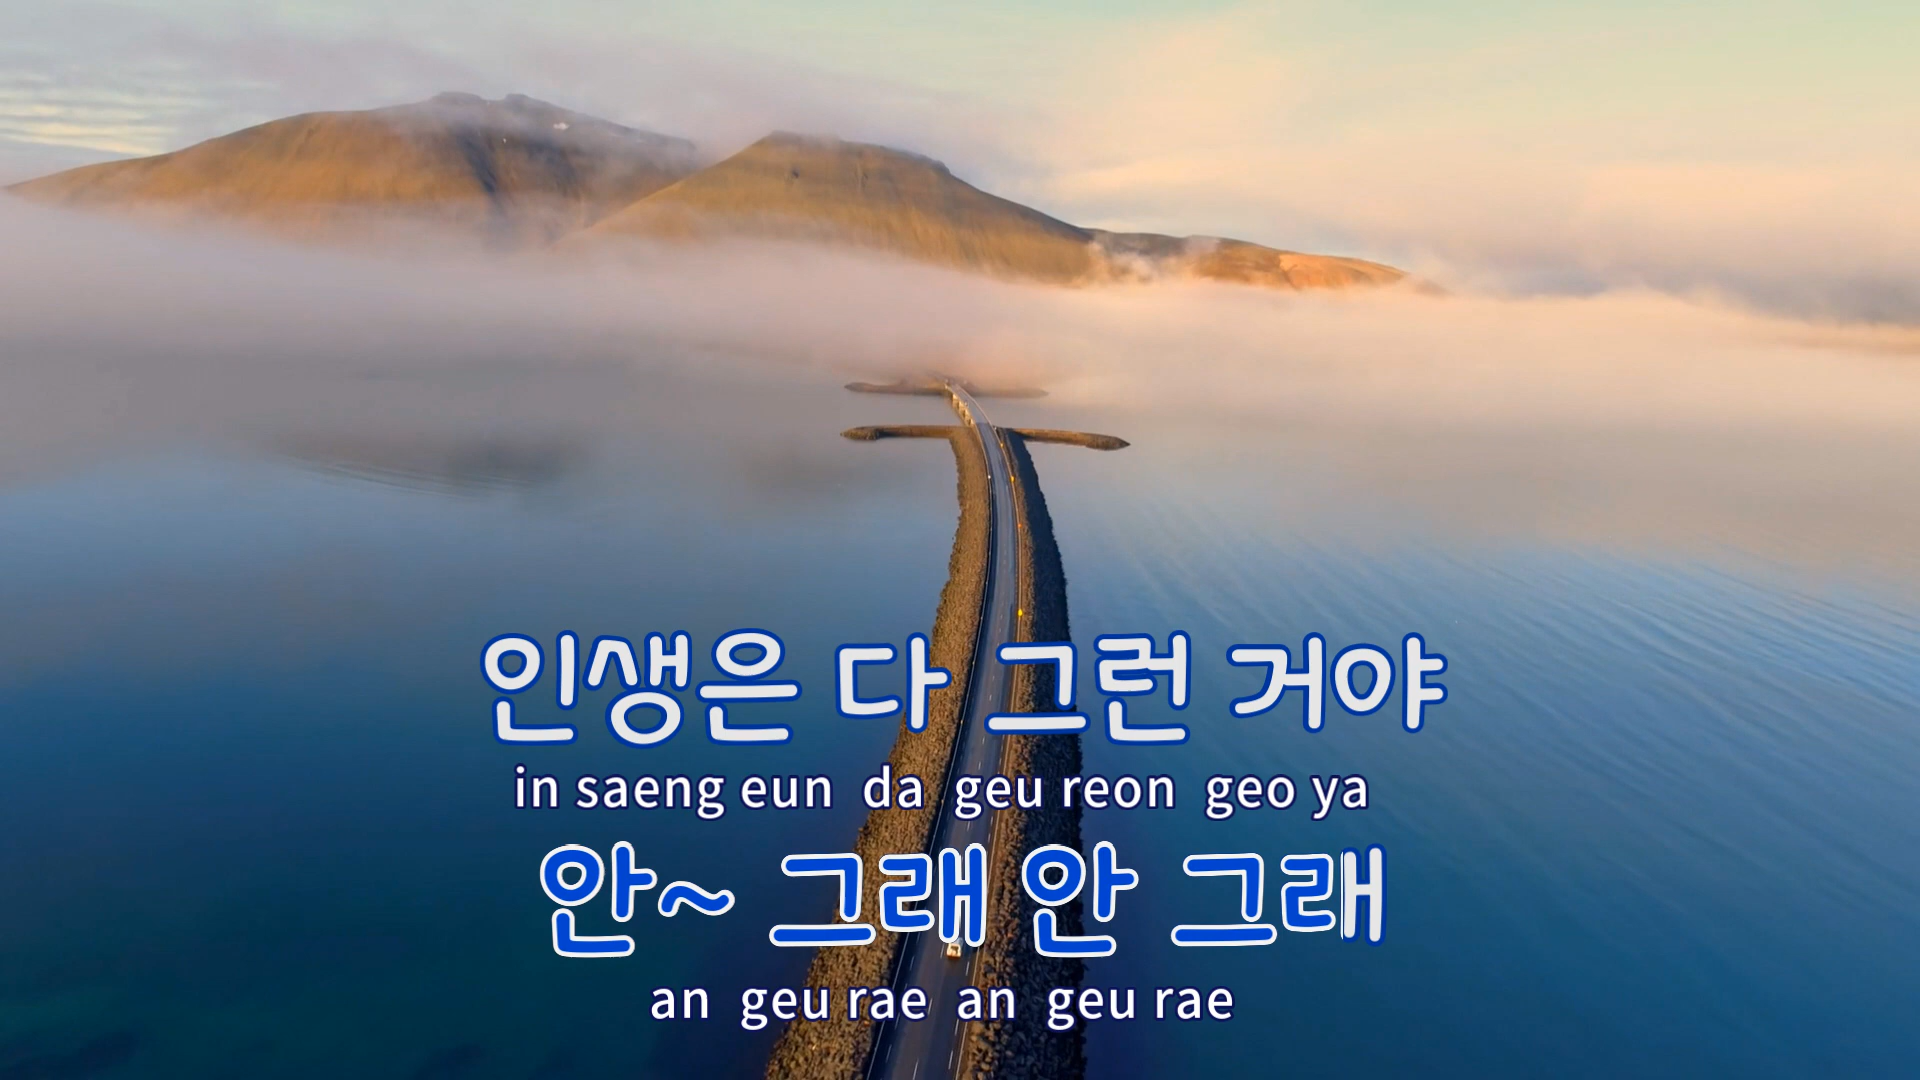 인생은 다 그런 거야
in saeng eun da geu reon geo ya
안~ 그래 안 그래
an geu rae an geu rae